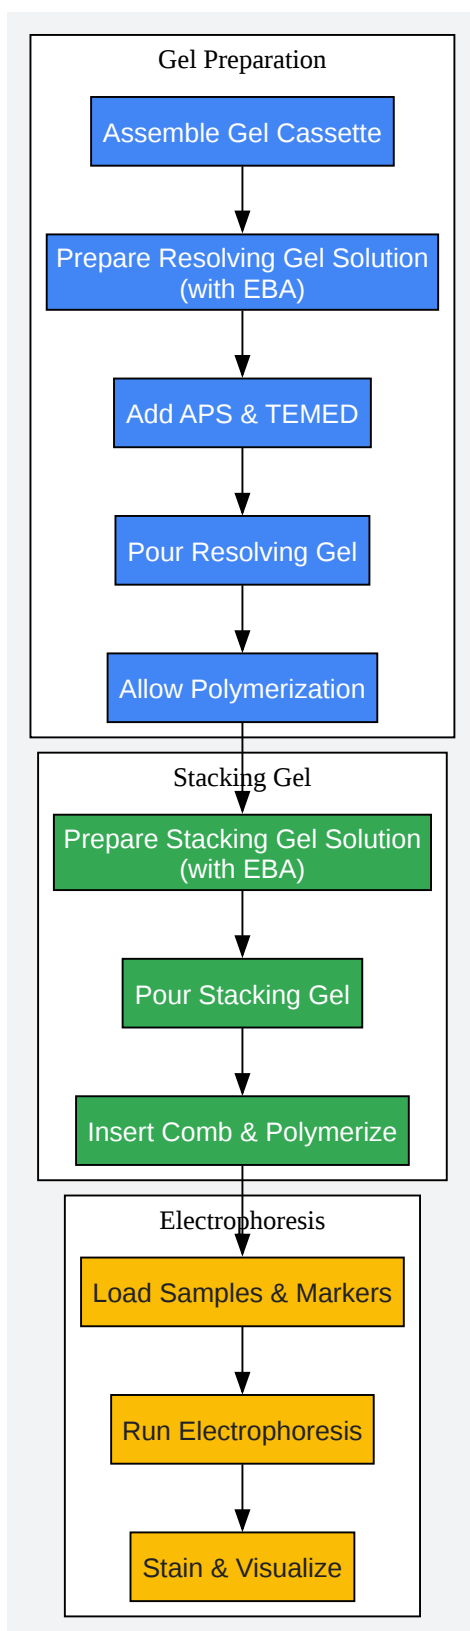 Gel Preparation
Assemble Gel Cassette
Prepare Resolving Gel Solution
(with EBA)
Add APS & TEMED
Pour Resolving Gel
Allow Polymerization
Stacking Gel
Prepare Stacking Gel Solution
(with EBA)
Pour Stacking Gel
Insert Comb & Polymerize
Electrophoresis
Load Samples & Markers
Run Electrophoresis
Stain & Visualize